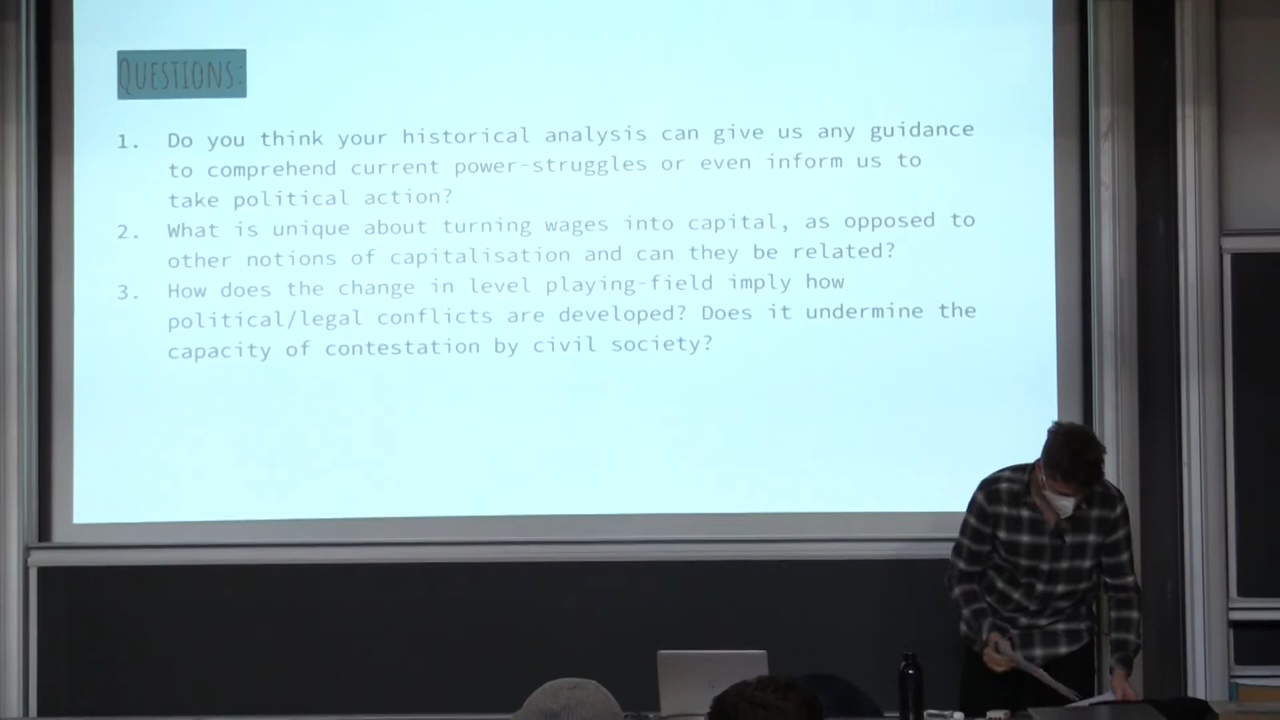 QUESTIONS:
1. Do you think your historical analysis can give us any guidance
to comprehend current power-struggles or even inform us to
take political action?
2. What is unique about turning wages into capital, as opposed to
other notions of capitalisation and can they be related?
3. How does the change in level playing-field imply how
political/legal conflicts are developed? Does it undermine the
capacity of contestation by civil society?